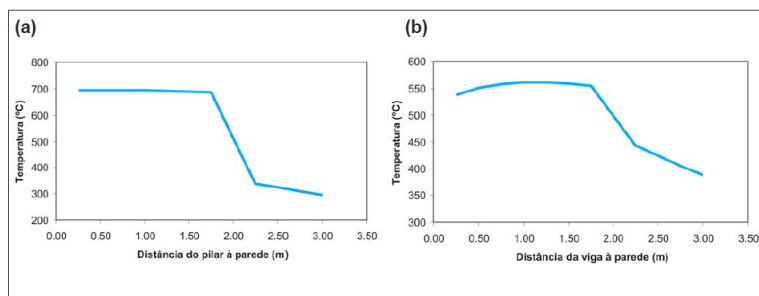 (a)
800
700
600
500
400
300
200
Temperatura (ºC)
0.00 0.50 1.00 1.50 2.00 2.50 3.00 3.50
Distância do pilar à parede (m)
(b)
600
550
500
450
400
350
300
Temperatura (ºC)
0.00 0.50 1.00 1.50 2.00 2.50 3.00 3.50
Distância da viga à parede (m)